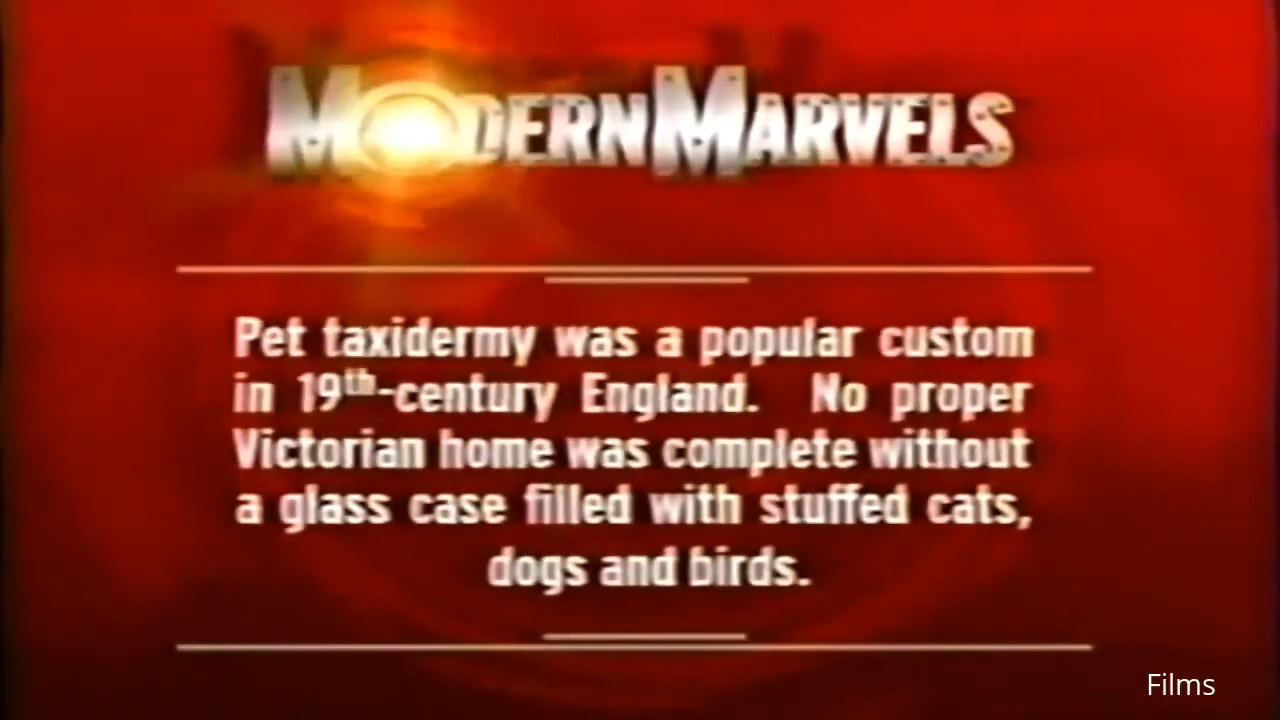 MODERN MARVELS
Pet taxidermy was a popular custom
in 19th-century England. No proper
Victorian home was complete without
a glass case filled with stuffed cats,
dogs and birds.
Films